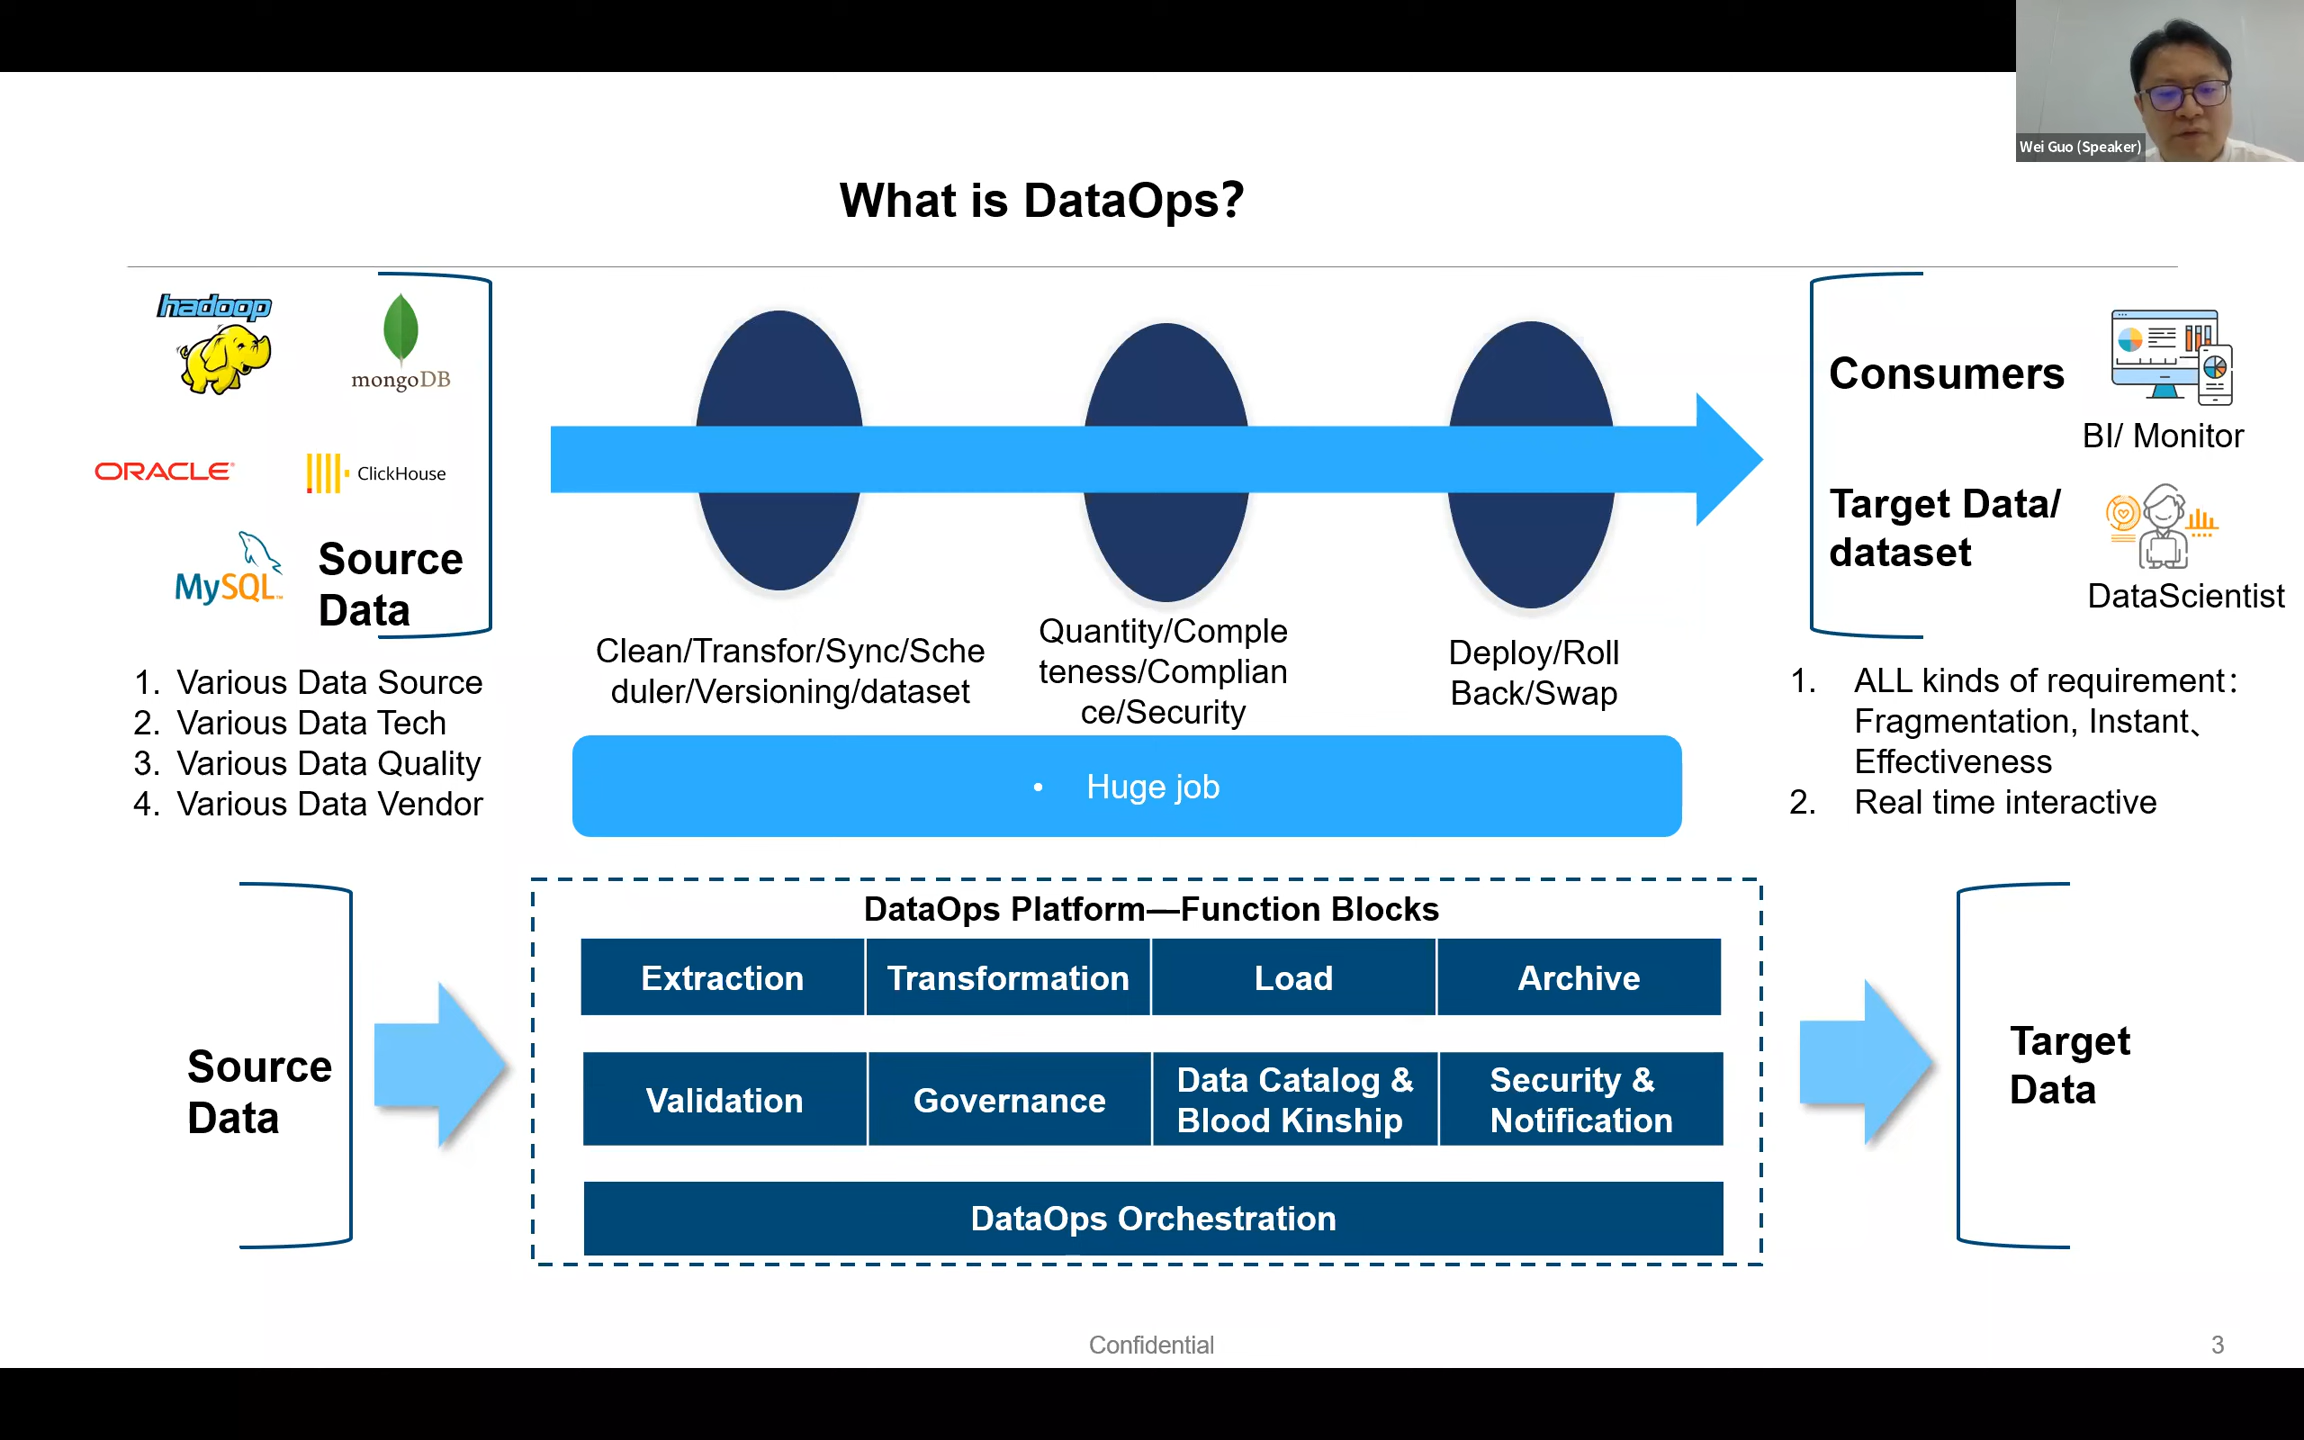 Wei Guo (Speaker)
What is DataOps?
hadoop
mongoDB
ORACLE
ClickHouse
MySQL
Source
Data
1. Various Data Source
2. Various Data Tech
3. Various Data Quality
4. Various Data Vendor
Clean/Transfor/Sync/Sche
duler/Versioning/dataset
Quantity/Comple
teness/Complian
ce/Security
Deploy/Roll
Back/Swap
• Huge job
Consumers
BI/ Monitor
Target Data/
dataset
DataScientist
1. ALL kinds of requirement：
Fragmentation, Instant、
Effectiveness
2. Real time interactive
Source
Data
DataOps Platform—Function Blocks
Extraction
Transformation
Load
Archive
Validation
Governance
Data Catalog &
Blood Kinship
Security &
Notification
DataOps Orchestration
Target
Data
Confidential
3